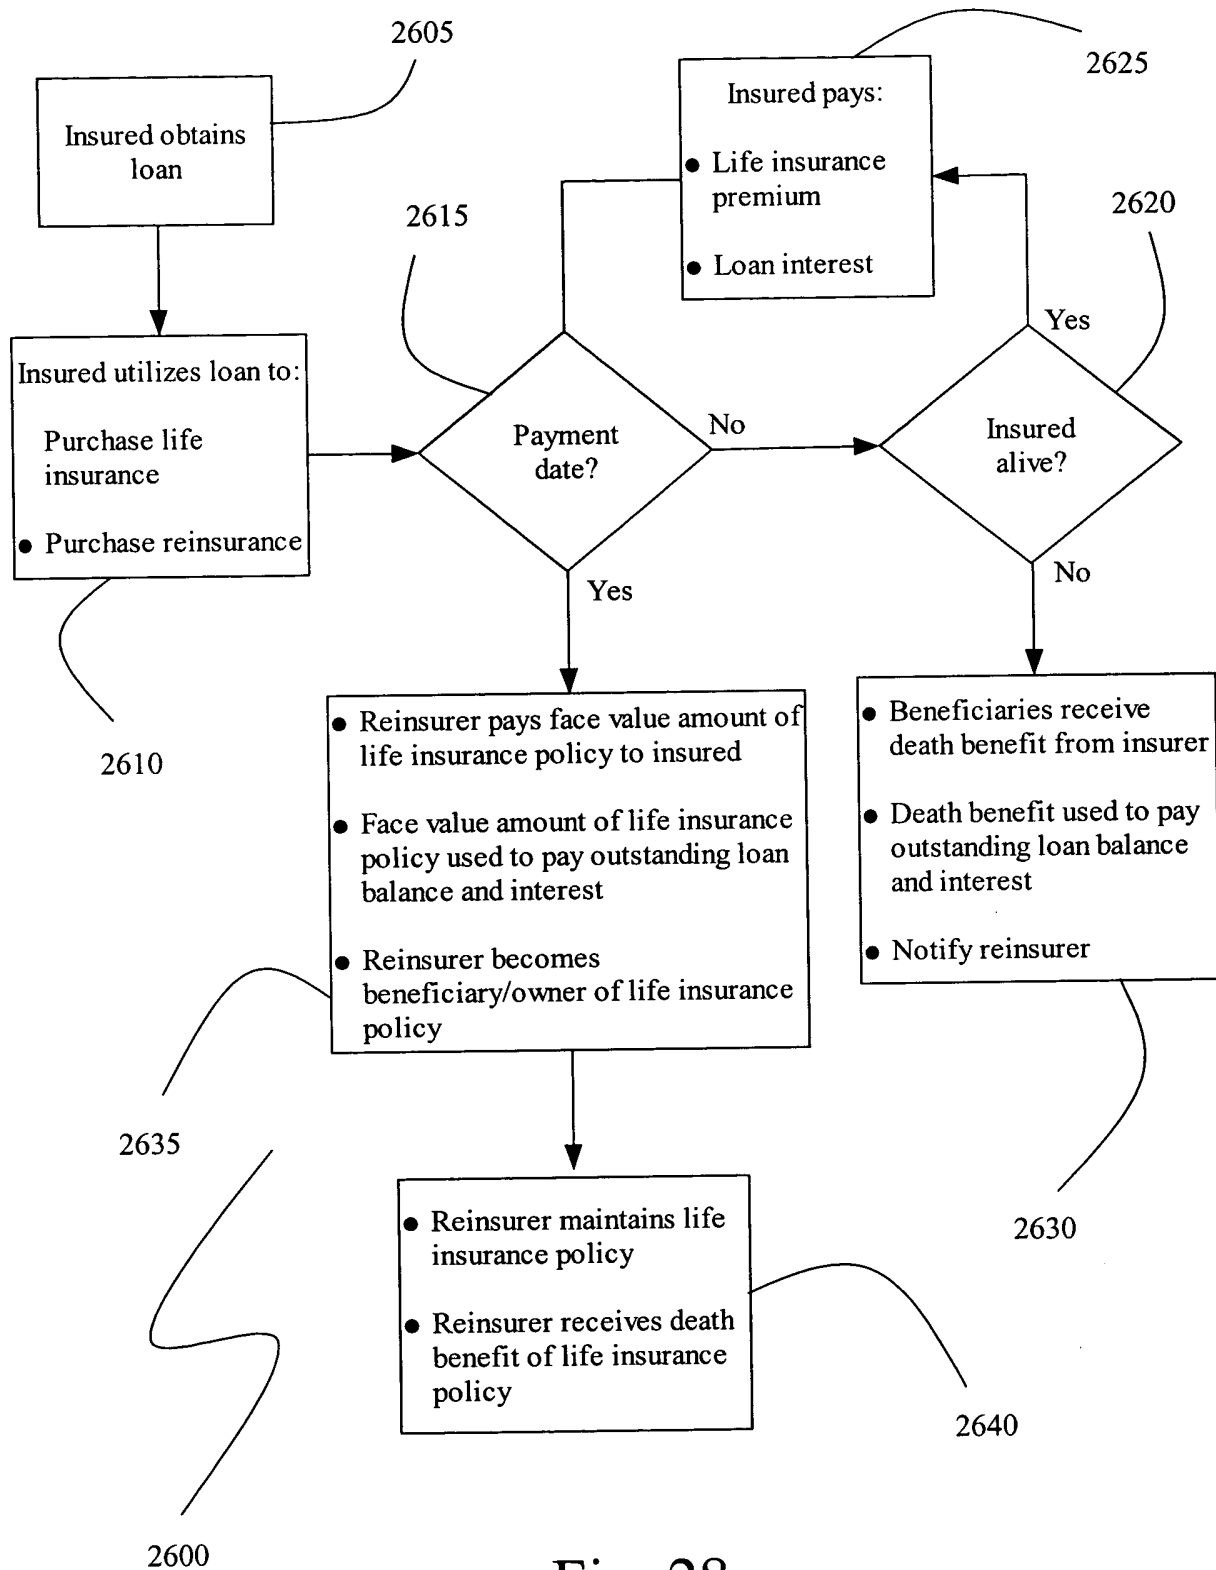 2605
Insured obtains
loan
Insured pays:
● Life insurance
premium
● Loan interest
2625
2615
2620
Insured utilizes loan to:
Purchase life
insurance
● Purchase reinsurance
2610
Payment
date?
No
Yes
Insured
alive?
Yes
No
● Reinsurer pays face value amount of
life insurance policy to insured
● Face value amount of life insurance
policy used to pay outstanding loan
balance and interest
● Reinsurer becomes
beneficiary/owner of life insurance
policy
● Beneficiaries receive
death benefit from insurer
● Death benefit used to pay
outstanding loan balance
and interest
● Notify reinsurer
2635
2630
● Reinsurer maintains life
insurance policy
● Reinsurer receives death
benefit of life insurance
policy
2640
2600
Fig. 28